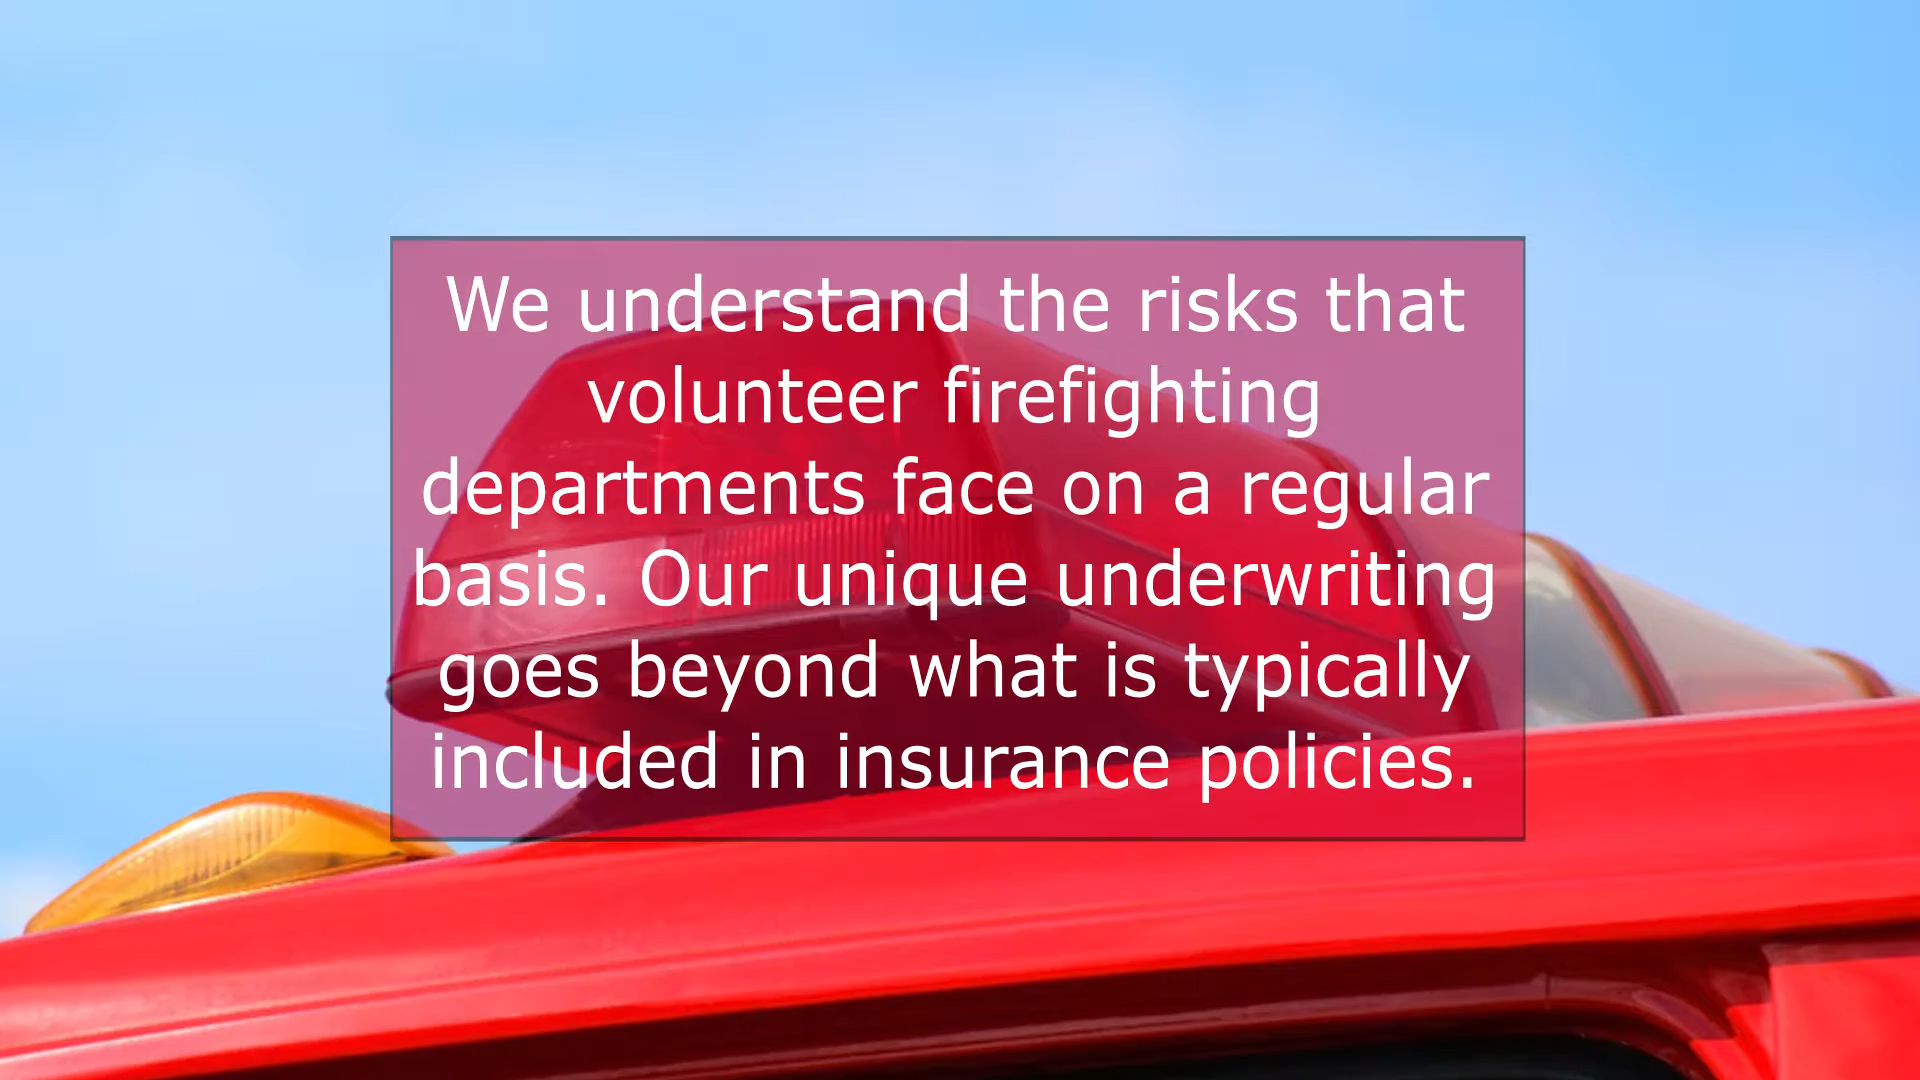 We understand the risks that
volunteer firefighting
departments face on a regular
basis. Our unique underwriting
goes beyond what is typically
included in insurance policies.